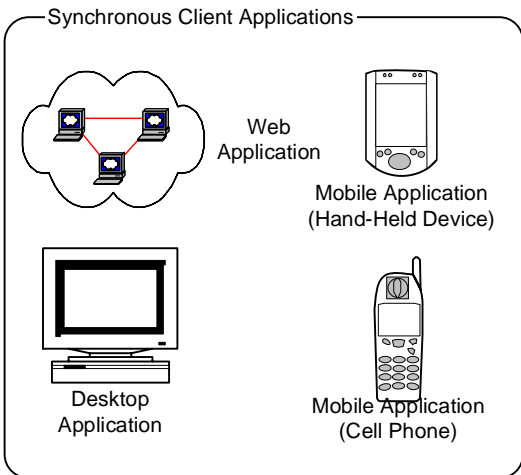 Synchronous Client Applications
Web
Application
Mobile Application
(Hand-Held Device)
Desktop
Application
Mobile Application
(Cell Phone)